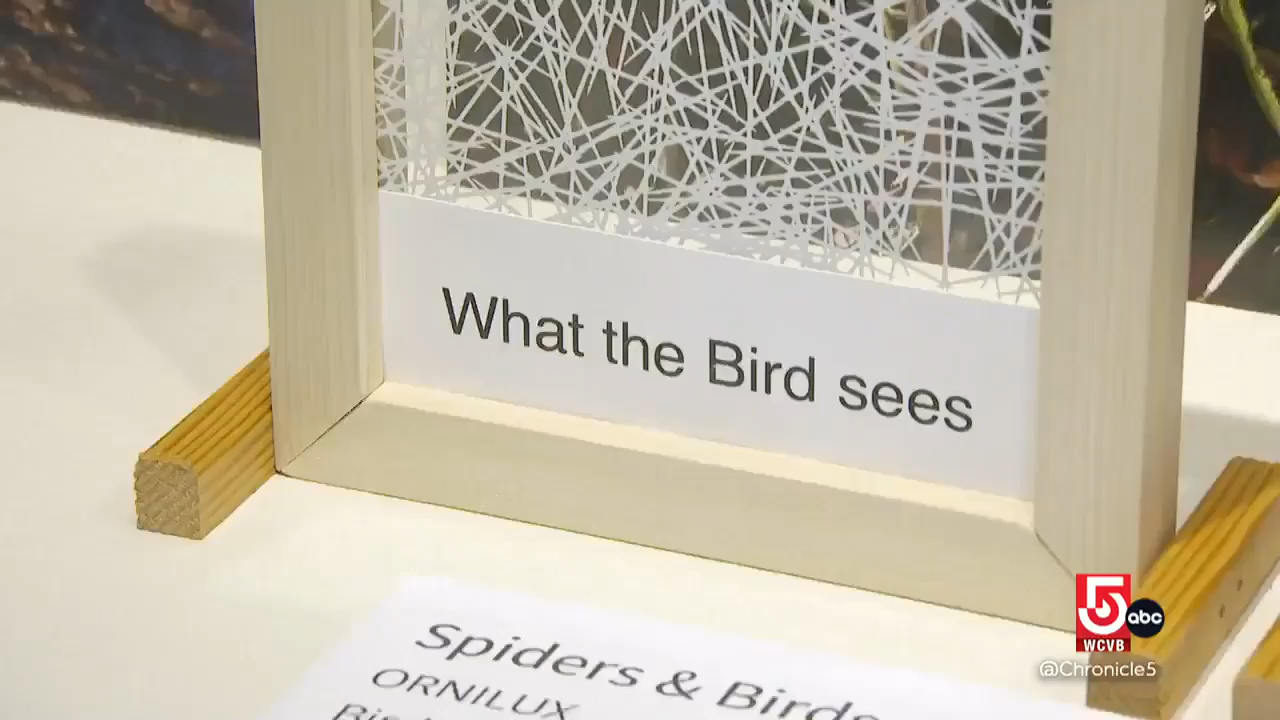 What the Bird sees
Spiders & Birds
ORNILUX
5
abc
WCVB
@Chronicle5